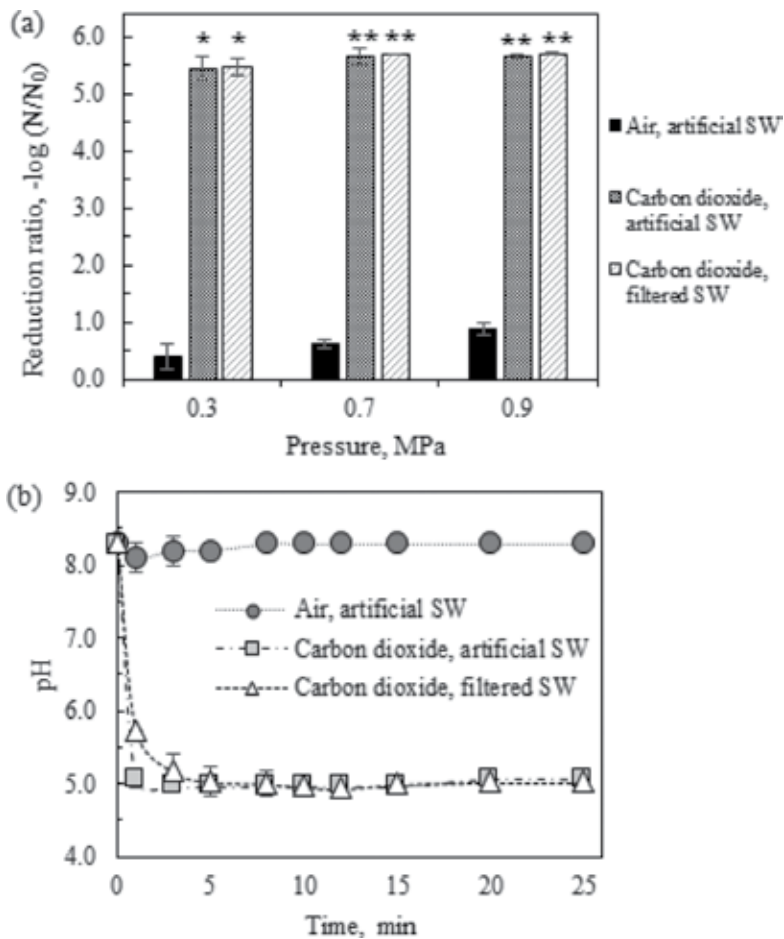 (a)
6.0
5.0
4.0
3.0
2.0
1.0
0.0
Reduction ratio, -log (N/N0)
* *
** **
** **
0.3 0.7 0.9
Pressure, MPa
Air, artificial SW
Carbon dioxide,
artificial SW
Carbon dioxide,
filtered SW
(b)
9.0
8.0
7.0
6.0
5.0
4.0
pH
Air, artificial SW
Carbon dioxide, artificial SW
Carbon dioxide, filtered SW
0 5 10 15 20 25
Time, min